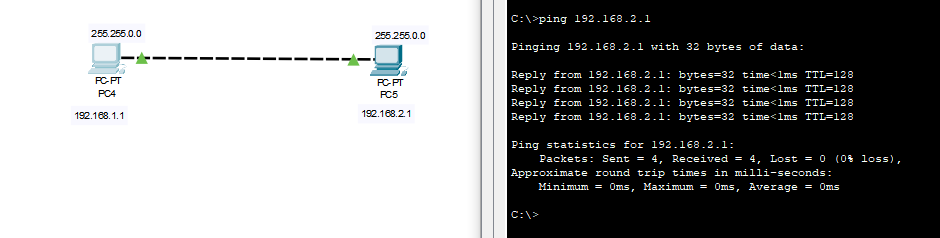 255.255.0.0
PC-PT
PC4
192.168.1.1
255.255.0.0
PC-PT
PC5
192.168.2.1
C:\>ping 192.168.2.1
Pinging 192.168.2.1 with 32 bytes of data:
Reply from 192.168.2.1: bytes=32 time<1ms TTL=128
Reply from 192.168.2.1: bytes=32 time<1ms TTL=128
Reply from 192.168.2.1: bytes=32 time<1ms TTL=128
Reply from 192.168.2.1: bytes=32 time<1ms TTL=128
Ping statistics for 192.168.2.1:
Packets: Sent = 4, Received = 4, Lost = 0 (0% loss),
Approximate round trip times in milli-seconds:
Minimum = 0ms, Maximum = 0ms, Average = 0ms
C:\>